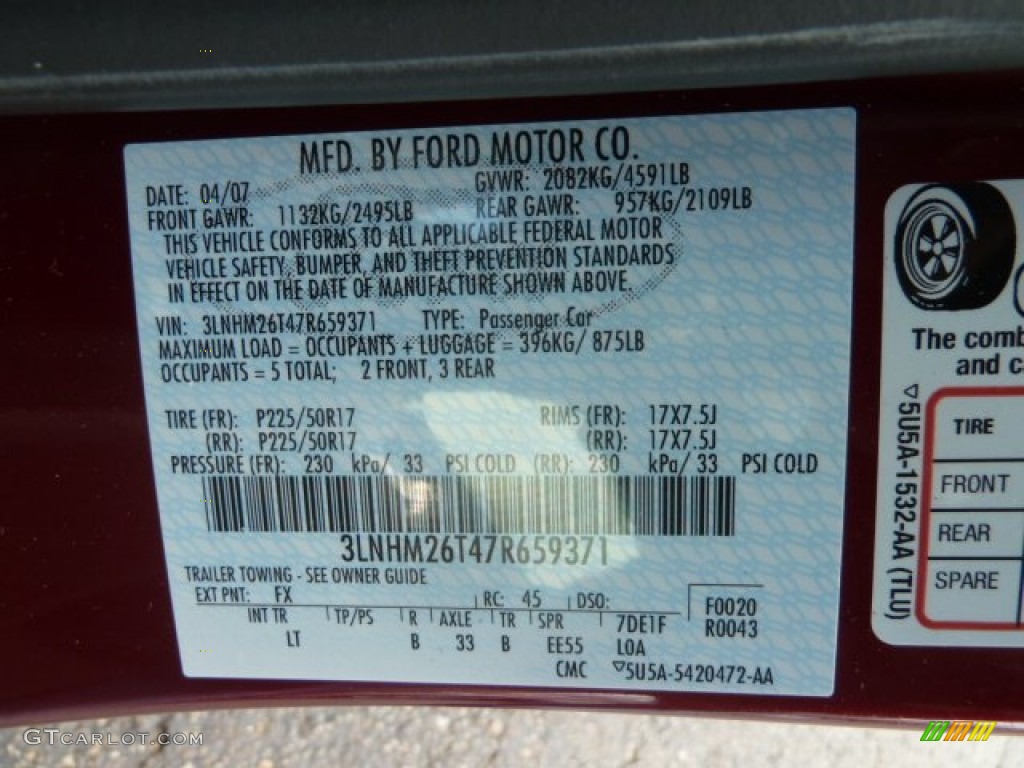 MFD. BY FORD MOTOR CO.
DATE: 04/07 GVWR: 2082KG/4591LB
FRONT GAWR: 1132KG/2495LB REAR GAWR: 957KG/2109LB
THIS VEHICLE CONFORMS TO ALL APPLICABLE FEDERAL MOTOR
VEHICLE SAFETY, BUMPER, AND THEFT PREVENTION STANDARDS
IN EFFECT ON THE DATE OF MANUFACTURE SHOWN ABOVE.
VIN: 3LNHM26T47R659371 TYPE: Passenger Car
MAXIMUM LOAD = OCCUPANTS + LUGGAGE = 396KG/ 875LB
OCCUPANTS = 5 TOTAL; 2 FRONT, 3 REAR
TIRE (FR): P225/50R17 RIMS (FR): 17X7.5J
(RR): P225/50R17 (RR): 17X7.5J
PRESSURE (FR): 230 kPa/ 33 PSI COLD (RR): 230 kPa/ 33 PSI COLD
3LNHM26T47R659371
TRAILER TOWING - SEE OWNER GUIDE
EXT PNT: FX RC: 45 DSO: F0020
INT TR TP/PS R AXLE TR SPR 7DE1F R0043
LT B 33 B EE55 LOA
CMC ▽5U5A-5420472-AA
The comb
and c
▽5U5A-1532-AA (TLU)
TIRE
FRONT
REAR
SPARE
GTCARLOT.COM